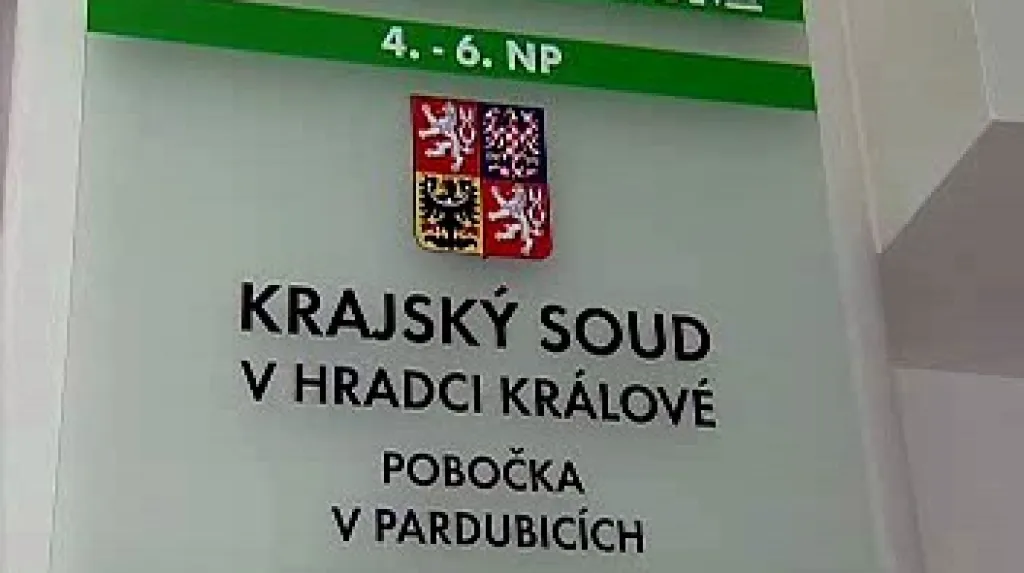 4. - 6. NP
KRAJSKÝ SOUD
V HRADCI KRÁLOVÉ
POBOČKA
V PARDUBICÍCH